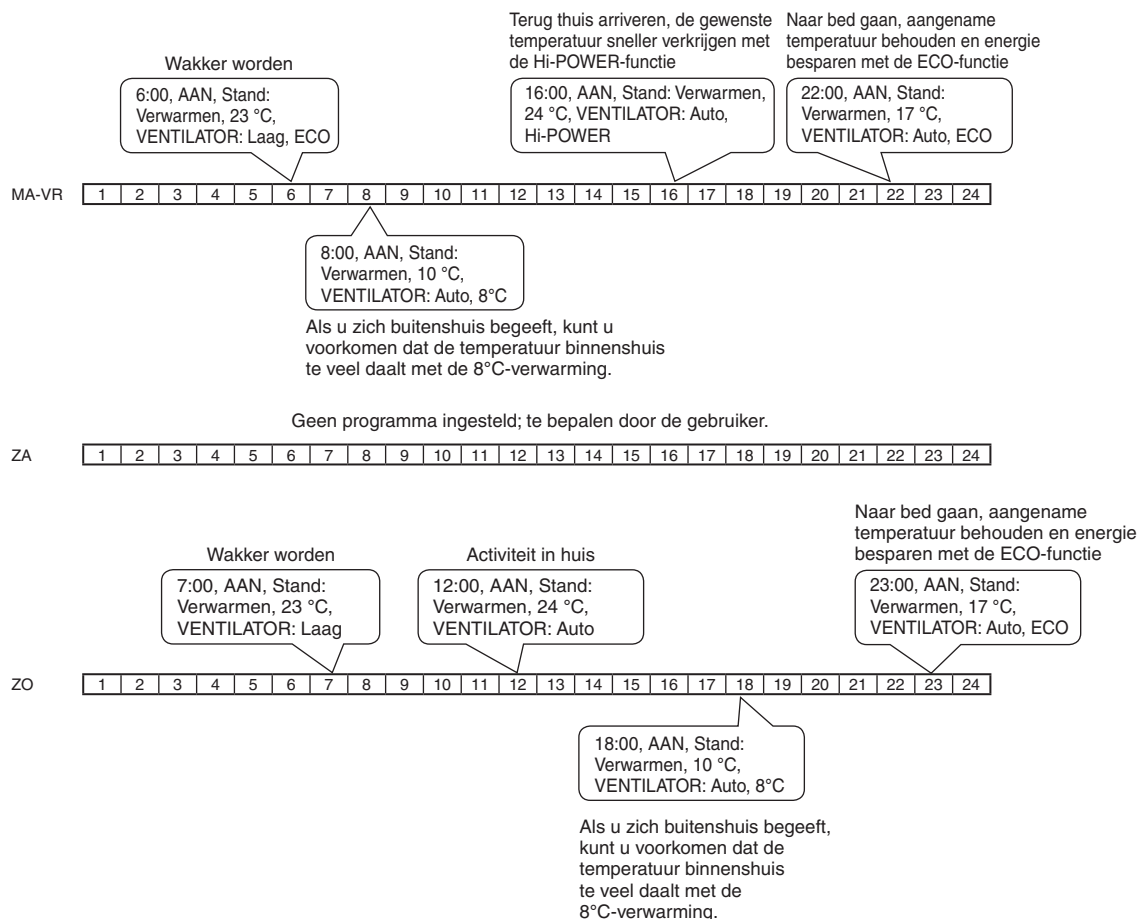 Terug thuis arriveren, de gewenste
temperatuur sneller verkrijgen met
de Hi-POWER-functie
Naar bed gaan, aangename
temperatuur behouden en energie
besparen met de ECO-functie
Wakker worden
6:00, AAN, Stand:
Verwarmen, 23 °C,
VENTILATOR: Laag, ECO
16:00, AAN, Stand: Verwarmen,
24 °C, VENTILATOR: Auto,
Hi-POWER
22:00, AAN, Stand:
Verwarmen, 17 °C,
VENTILATOR: Auto, ECO
MA-VR 1 2 3 4 5 6 7 8 9 10 11 12 13 14 15 16 17 18 19 20 21 22 23 24
8:00, AAN, Stand:
Verwarmen, 10 °C,
VENTILATOR: Auto, 8°C
Als u zich buitenshuis begeeft, kunt u
voorkomen dat de temperatuur binnenshuis
te veel daalt met de 8°C-verwarming.
Geen programma ingesteld; te bepalen door de gebruiker.
ZA 1 2 3 4 5 6 7 8 9 10 11 12 13 14 15 16 17 18 19 20 21 22 23 24
Naar bed gaan, aangename
temperatuur behouden en energie
besparen met de ECO-functie
Wakker worden
7:00, AAN, Stand:
Verwarmen, 23 °C,
VENTILATOR: Laag
Activiteit in huis
12:00, AAN, Stand:
Verwarmen, 24 °C,
VENTILATOR: Auto
23:00, AAN, Stand:
Verwarmen, 17 °C,
VENTILATOR: Auto, ECO
ZO 1 2 3 4 5 6 7 8 9 10 11 12 13 14 15 16 17 18 19 20 21 22 23 24
18:00, AAN, Stand:
Verwarmen, 10 °C,
VENTILATOR: Auto, 8°C
Als u zich buitenshuis begeeft,
kunt u voorkomen dat de
temperatuur binnenshuis
te veel daalt met de
8°C-verwarming.